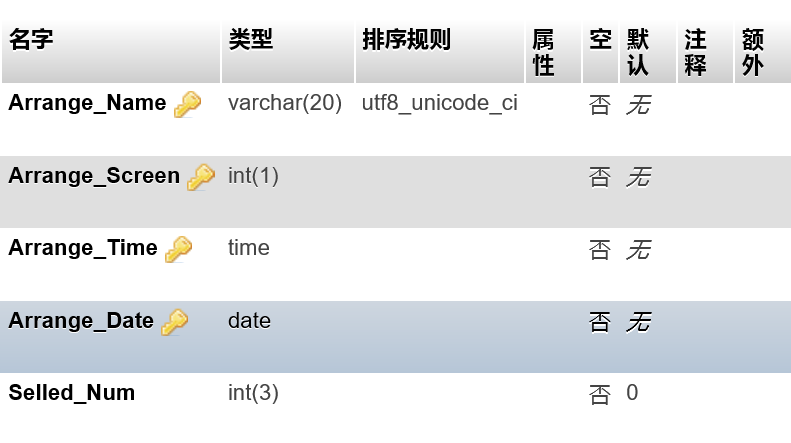 名字 类型 排序规则 属性 空 默认 注释 额外
Arrange_Name varchar(20) utf8_unicode_ci 否 无
Arrange_Screen int(1) 否 无
Arrange_Time time 否 无
Arrange_Date date 否 无
Selled_Num int(3) 否 0